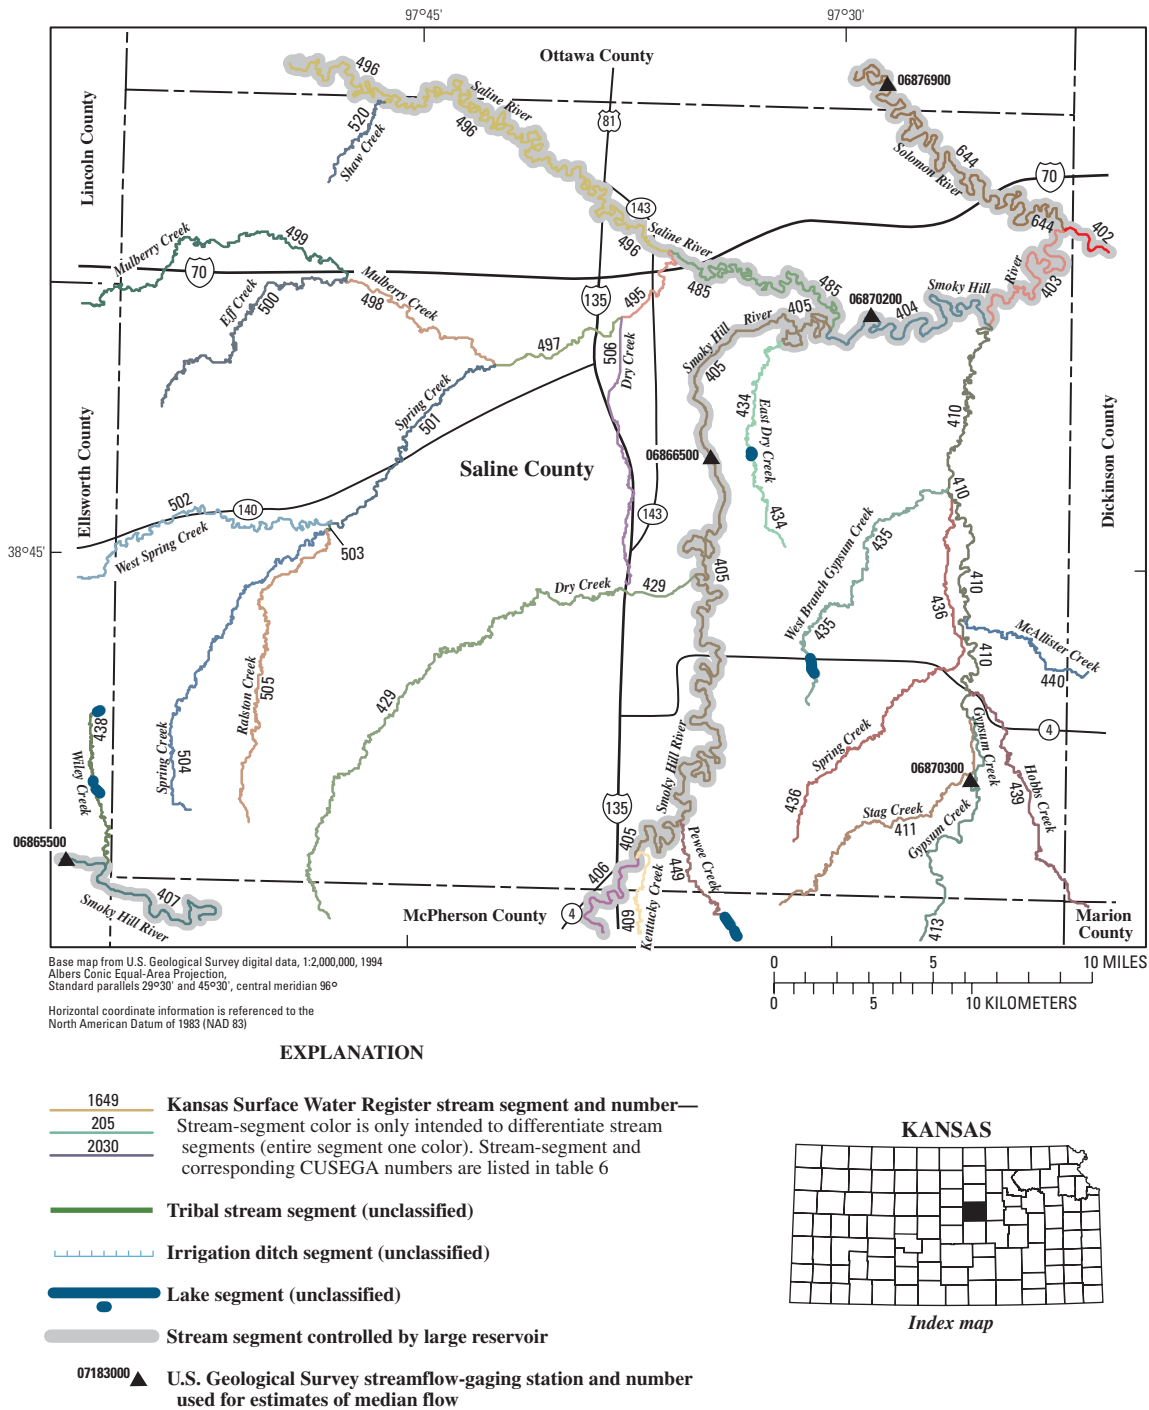 97°45'
97°30'
Ottawa County
Lincoln County
496
Saline River
496
520
Shaw Creek
81
06876900
644
Solomon River
70
143
496
Saline River
644
402
Mulberry Creek
499
70
Mulberry Creek
498
Eff Creek
500
135
495
485
485
River
403
Smoky Hill
06870200
404
405
River
Smoky Hill
405
497
506
Dry Creek
Spring Creek
501
434
East Dry Creek
410
Ellsworth County
Saline County
06866500
Dickinson County
502
140
West Spring Creek
143
434
410
435
West Branch Gypsum Creek
38°45'
503
405
Dry Creek
429
410
436
435
McAllister Creek
410
440
Ralston Creek
505
429
438
Wiley Creek
Spring Creek
504
Smoky Hill River
Spring Creek
Gypsum Creek
4
06870300
Hobbs Creek
439
436
Stag Creek
411
Gypsum Creek
135
06865500
405
406
Pewee Creek
449
407
Smoky Hill River
McPherson County
4
409
Kentucky Creek
413
Marion
County
Base map from U.S. Geological Survey digital data, 1:2,000,000, 1994
Albers Conic Equal-Area Projection,
Standard parallels 29°30' and 45°30', central meridian 96°
Horizontal coordinate information is referenced to the
North American Datum of 1983 (NAD 83)
0 5 10 MILES
0 5 10 KILOMETERS
EXPLANATION
1649
205
2030
Kansas Surface Water Register stream segment and number—
Stream-segment color is only intended to differentiate stream
segments (entire segment one color). Stream-segment and
corresponding CUSEGA numbers are listed in table 6
Tribal stream segment (unclassified)
Irrigation ditch segment (unclassified)
Lake segment (unclassified)
Stream segment controlled by large reservoir
07183000
U.S. Geological Survey streamflow-gaging station and number
used for estimates of median flow
KANSAS
Index map